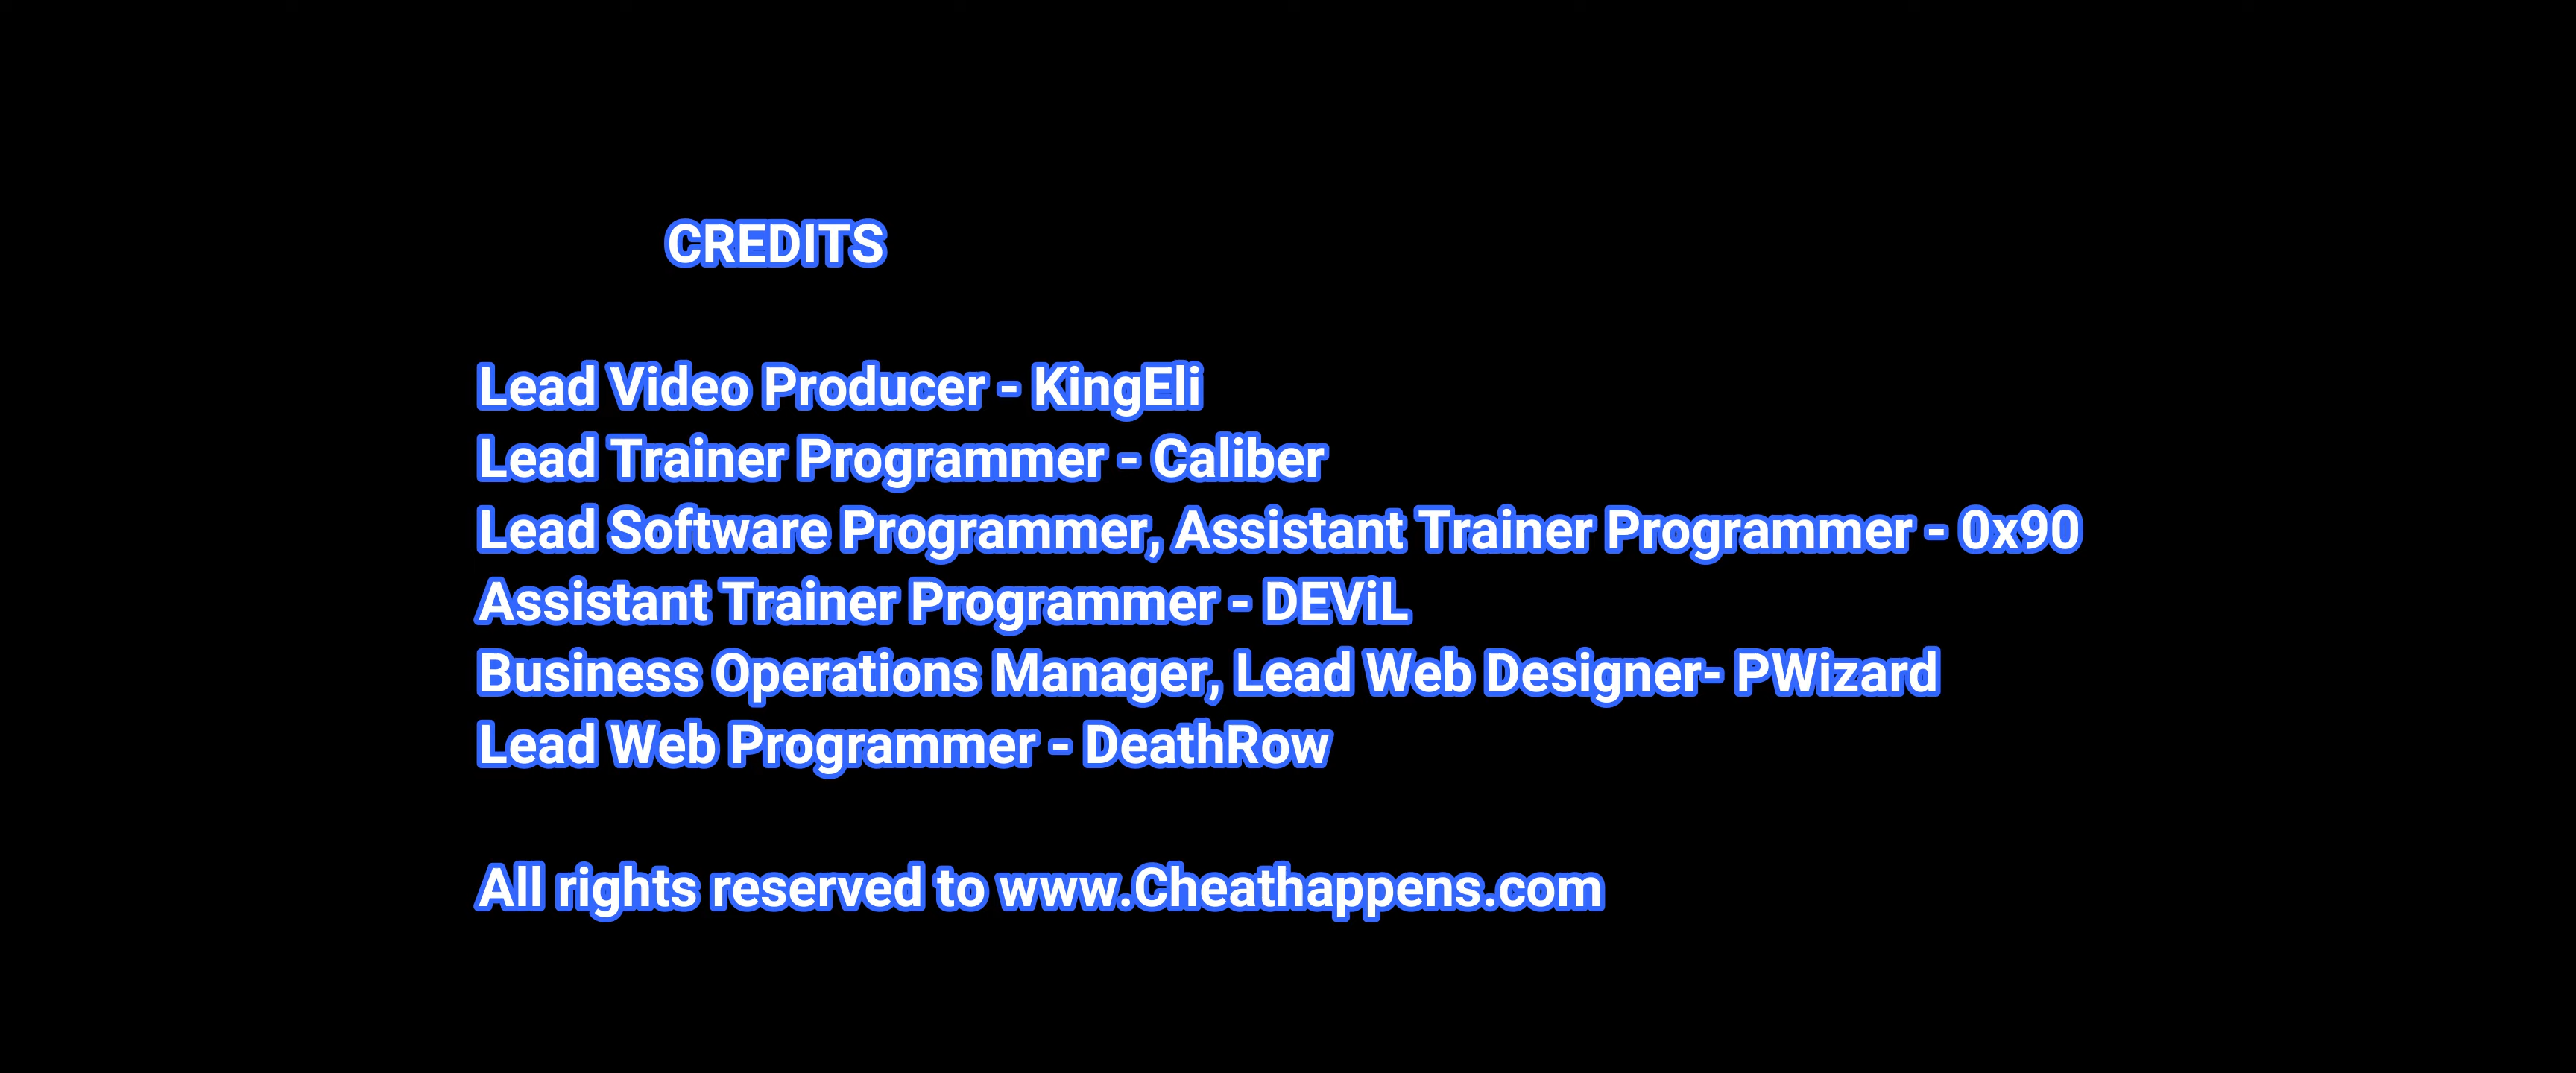 CREDITS
Lead Video Producer - KingEli
Lead Trainer Programmer - Caliber
Lead Software Programmer, Assistant Trainer Programmer - 0x90
Assistant Trainer Programmer - DEViL
Business Operations Manager, Lead Web Designer- PWizard
Lead Web Programmer - DeathRow
All rights reserved to www.Cheathappens.com